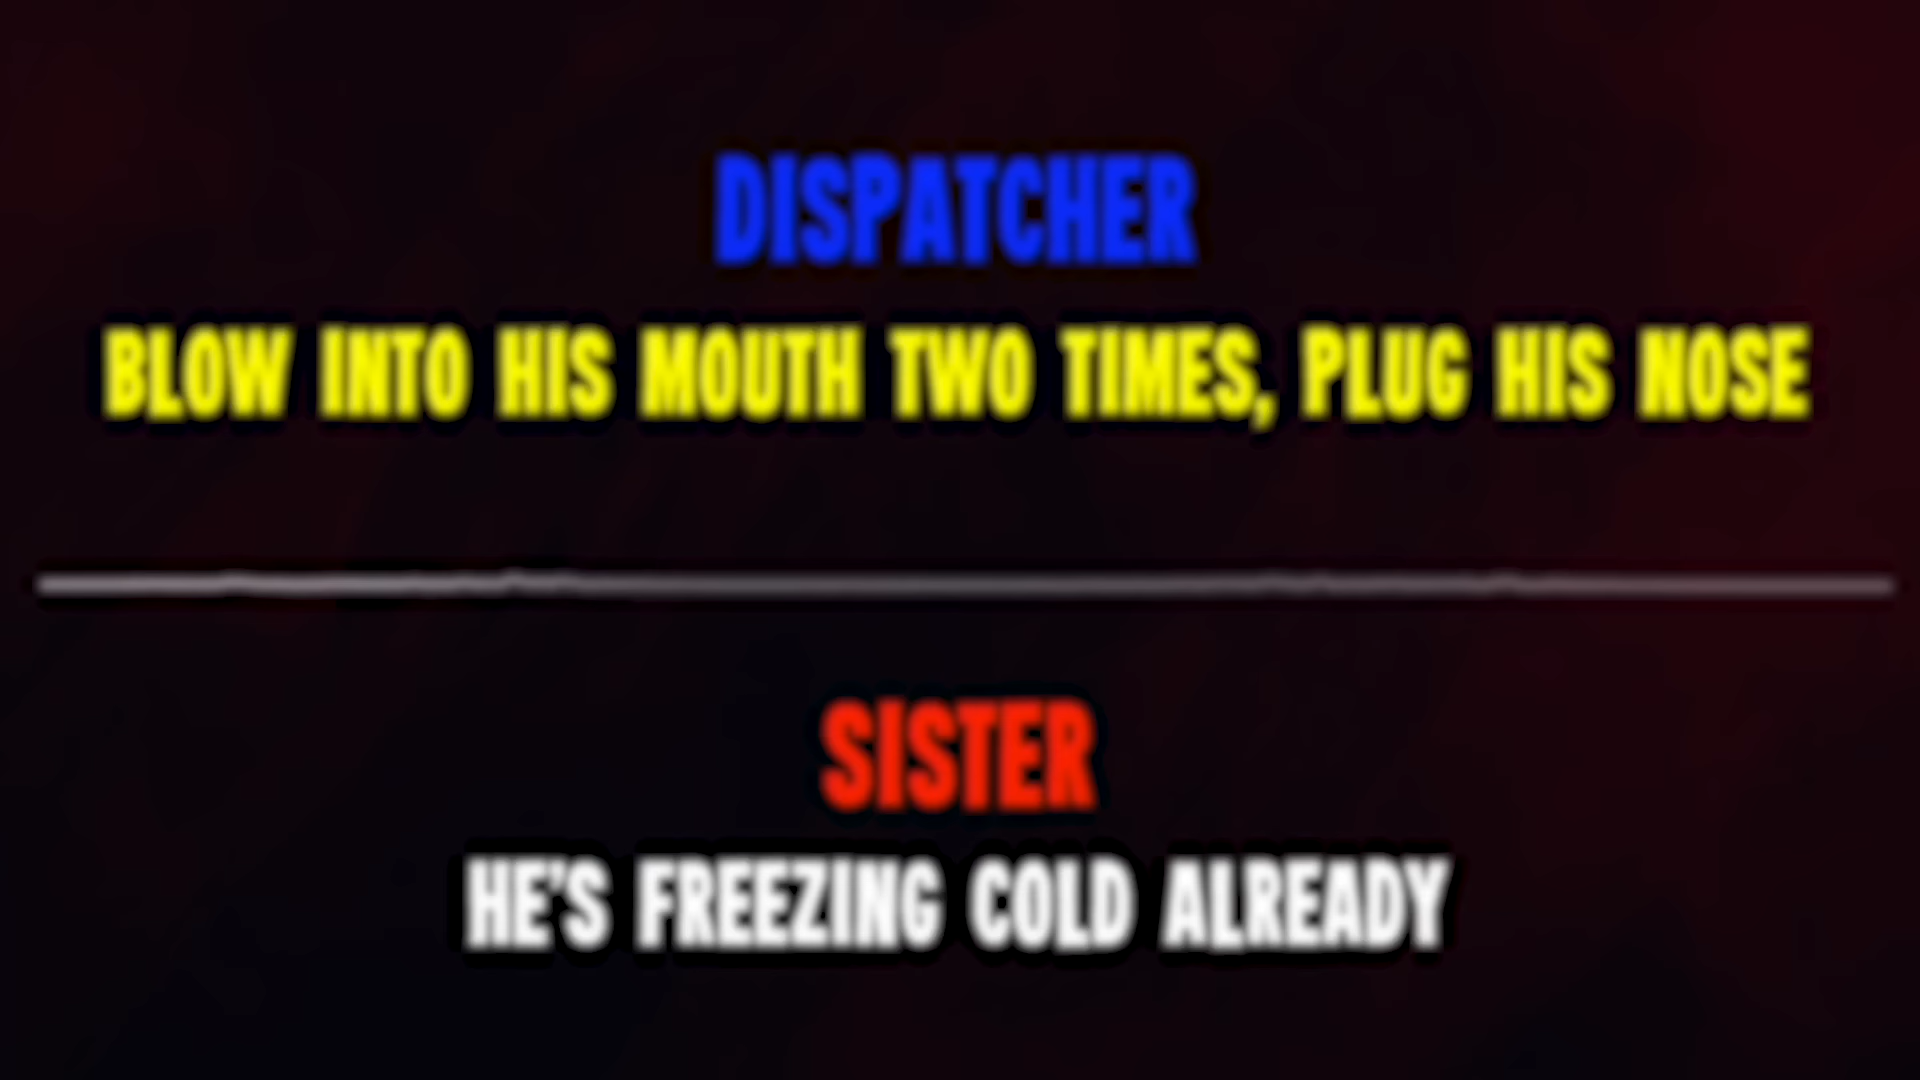 DISPATCHER
BLOW INTO HIS MOUTH TWO TIMES, PLUG HIS NOSE
SISTER
HE'S FREEZING COLD ALREADY